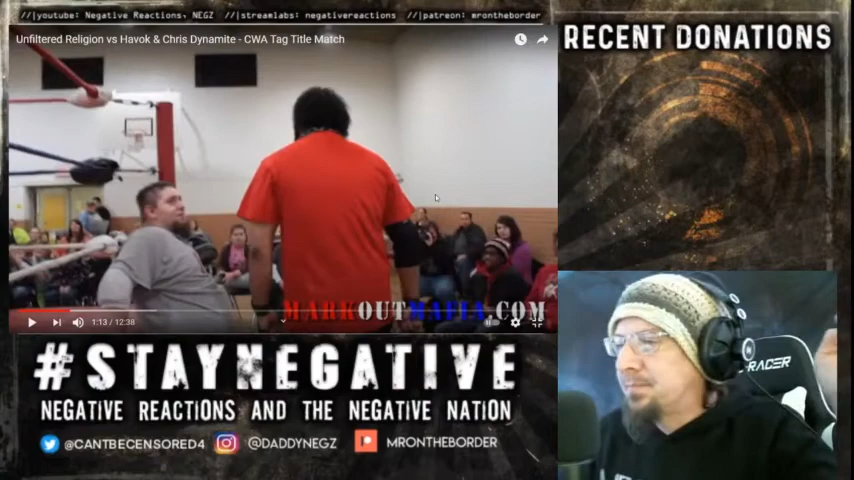 //|youtube: Negative Reactions, NEGZ //|streamlabs: negativereactions //|patreon: mrontheborder
Unfiltered Religion vs Havok & Chris Dynamite - CWA Tag Title Match
RECENT DONATIONS
MARKOUTMAFIA.COM
1:13 / 12:38
#STAYNEGATIVE
NEGATIVE REACTIONS AND THE NEGATIVE NATION
@CANTBECENSORED4 @DADDYNEGZ MRONTHEBORDER
-RACER